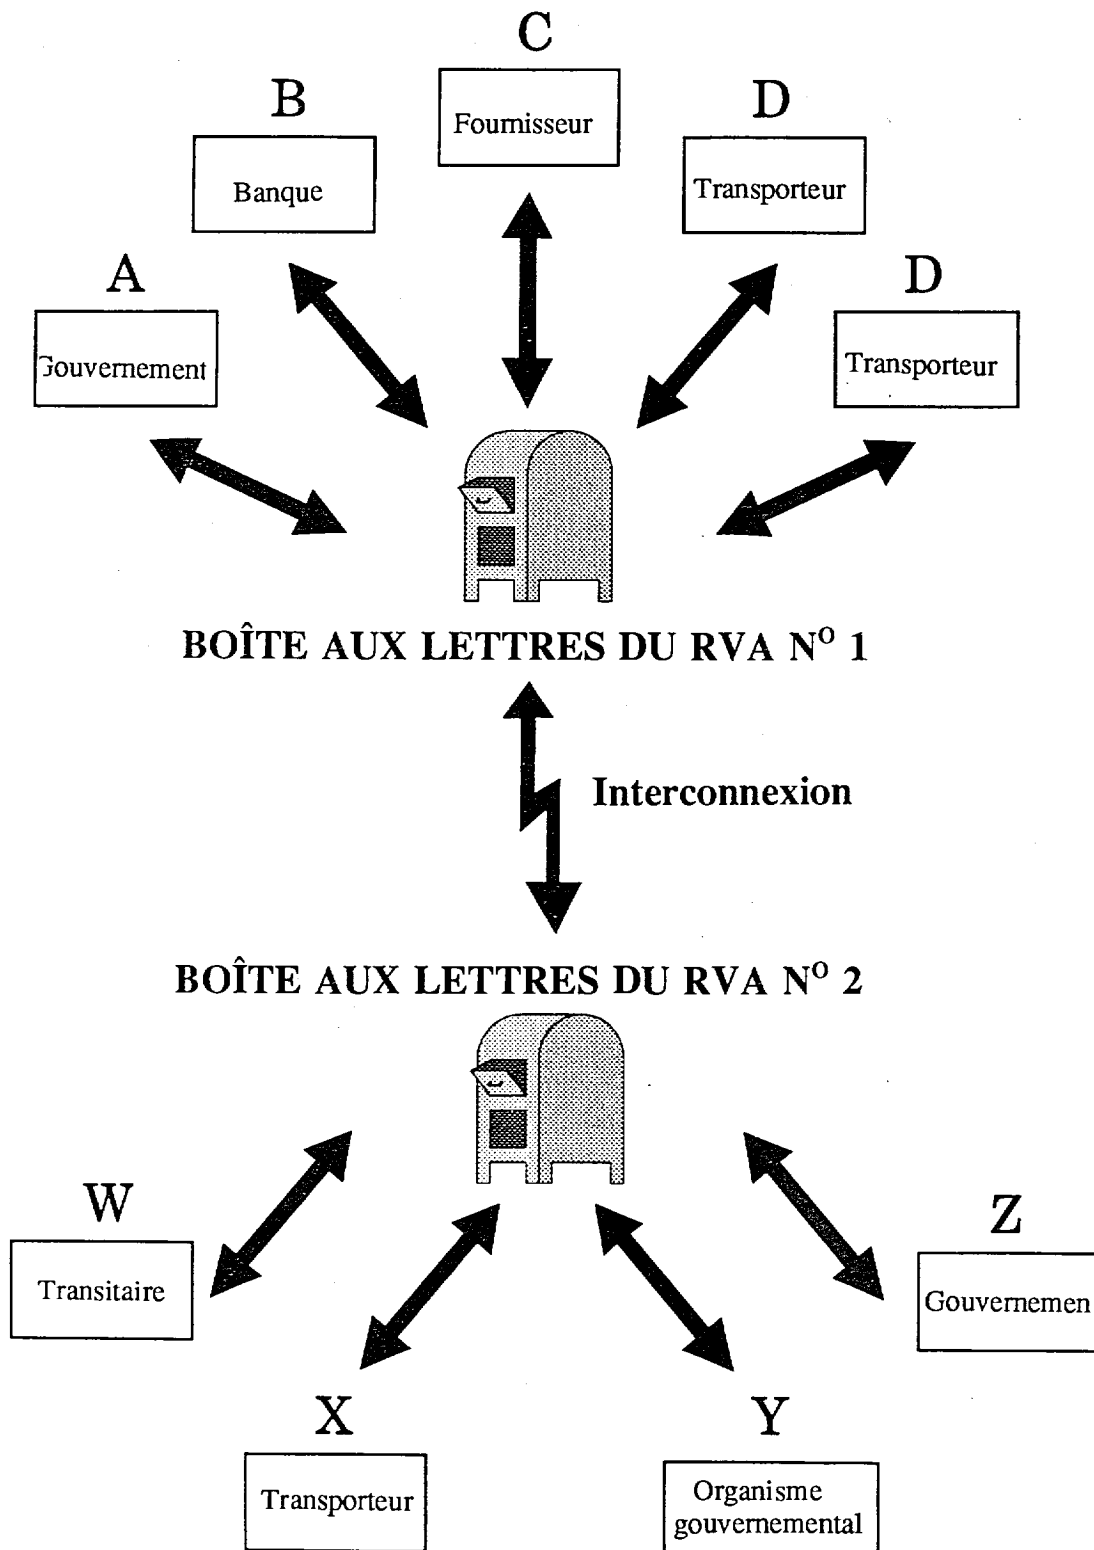 C
Fournisseur
B
Banque
D
Transporteur
A
Gouvernement
D
Transporteur
BOÎTE AUX LETTRES DU RVA Nº 1
Interconnexion
BOÎTE AUX LETTRES DU RVA Nº 2
W
Transitaire
Z
Gouvernemen
X
Transporteur
Y
Organisme
gouvernemental